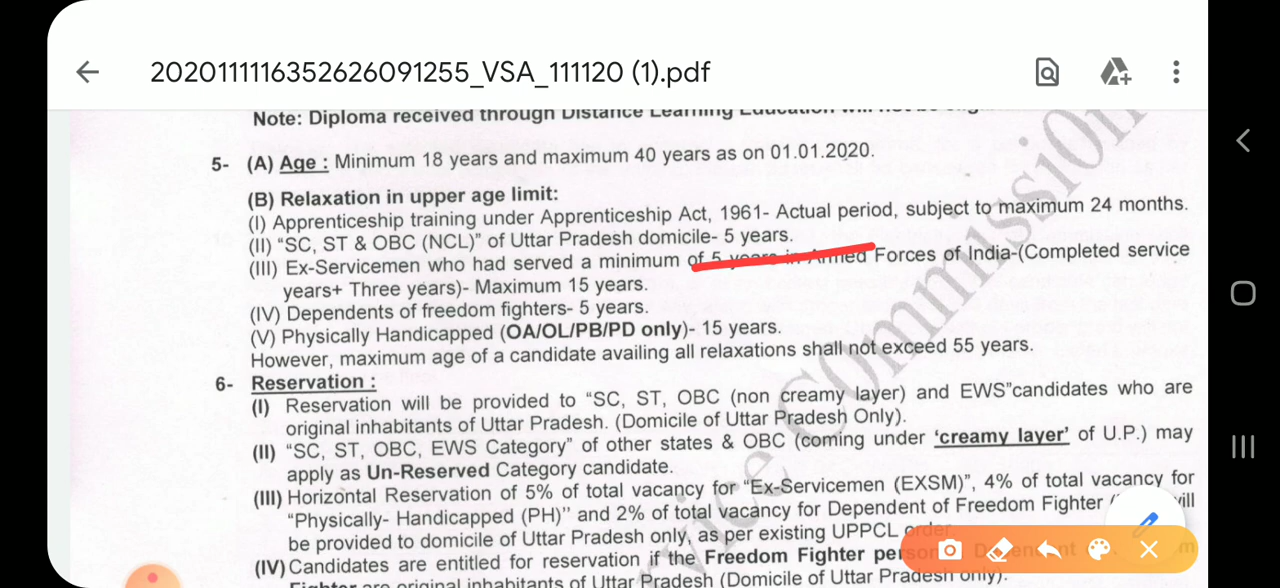 2020111116352626091255_VSA_111120 (1).pdf
Note: Diploma received through Distance Learning Education will not be
5- (A) Age : Minimum 18 years and maximum 40 years as on 01.01.2020.
(B) Relaxation in upper age limit:
(I) Apprenticeship training under Apprenticeship Act, 1961- Actual period, subject to maximum 24 months.
(II) “SC, ST & OBC (NCL)” of Uttar Pradesh domicile- 5 years.
(III) Ex-Servicemen who had served a minimum of 5 years in Armed Forces of India-(Completed service
years+ Three years)- Maximum 15 years.
(IV) Dependents of freedom fighters- 5 years.
(V) Physically Handicapped (OA/OL/PB/PD only)- 15 years.
However, maximum age of a candidate availing all relaxations shall not exceed 55 years.
6- Reservation :
(I) Reservation will be provided to “SC, ST, OBC (non creamy layer) and EWS”candidates who are
original inhabitants of Uttar Pradesh. (Domicile of Uttar Pradesh Only).
(II) “SC, ST, OBC, EWS Category” of other states & OBC (coming under ‘creamy layer’ of U.P.) may
apply as Un-Reserved Category candidate.
(III) Horizontal Reservation of 5% of total vacancy for “Ex-Servicemen (EXSM)”, 4% of total vacancy for
“Physically- Handicapped (PH)” and 2% of total vacancy for Dependent of Freedom Fighter
be provided to domicile of Uttar Pradesh only, as per existing UPPCL order
(IV) Candidates are entitled for reservation if the Freedom Fighter
Fighter are original inhabitants of Uttar Pradesh (Domicile of Uttar Pradesh only).
Commission